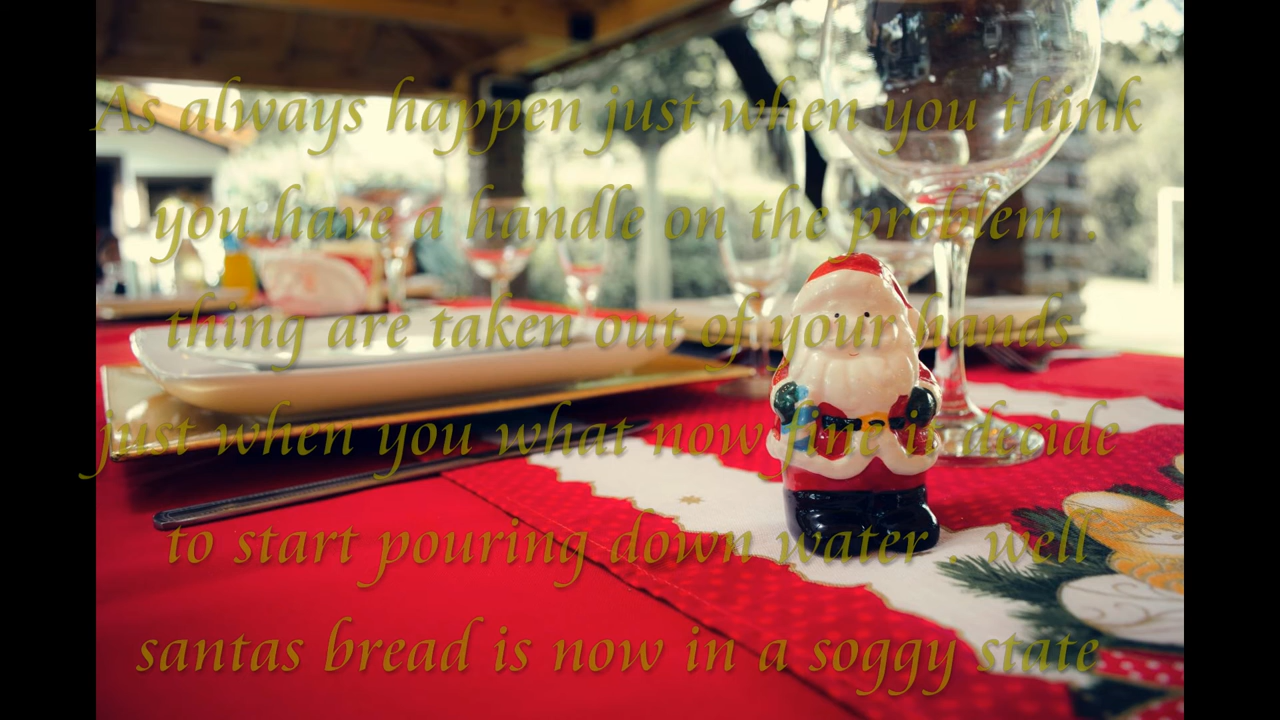 As always happen just when you think
you have a handle on the problem .
thing are taken out of your hands
just when you what now fine it decide
to start pouring down water . well
santas bread is now in a soggy state